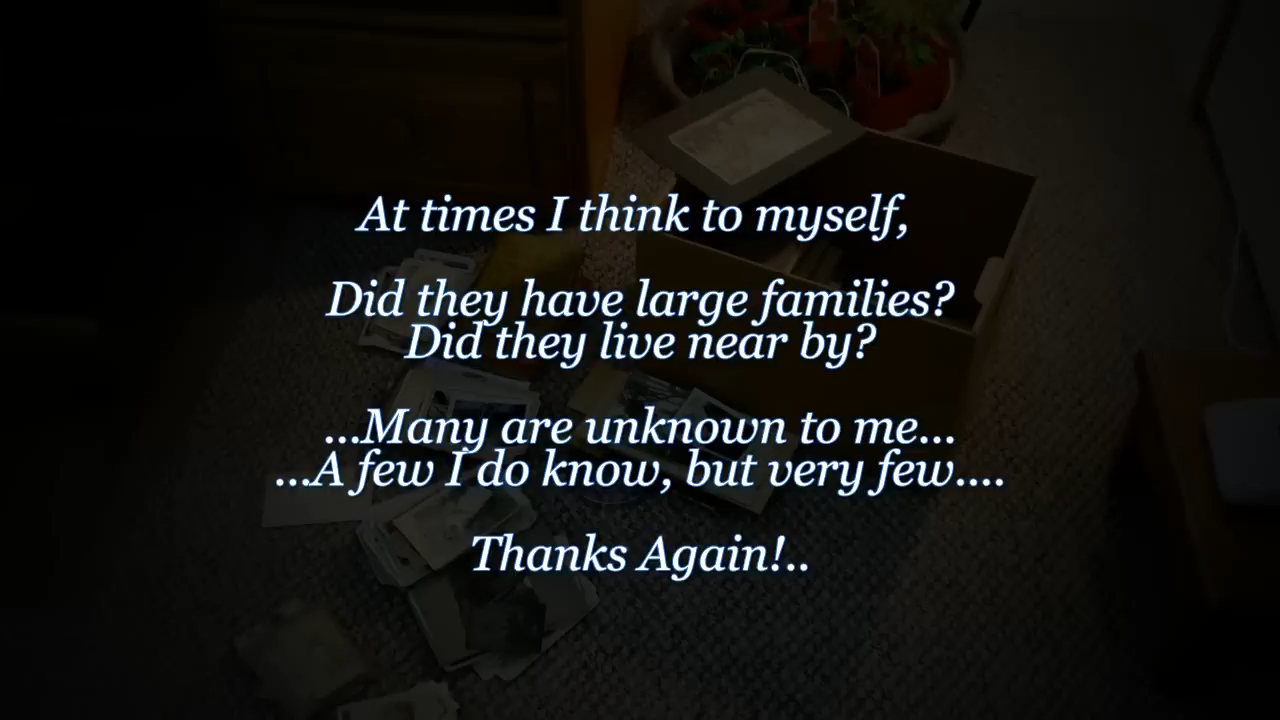 At times I think to myself,
Did they have large families?
Did they live near by?
...Many are unknown to me...
...A few I do know, but very few....
Thanks Again!..